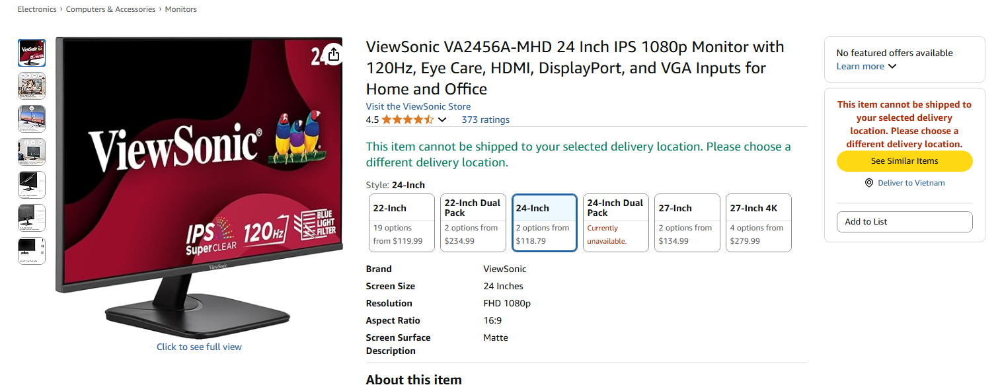 Electronics › Computers & Accessories › Monitors
24
ViewSonic®
IPS
SuperCLEAR
120Hz
BLUE
LIGHT
FILTER
ViewSonic
Click to see full view
ViewSonic VA2456A-MHD 24 Inch IPS 1080p Monitor with
120Hz, Eye Care, HDMI, DisplayPort, and VGA Inputs for
Home and Office
Visit the ViewSonic Store
4.5 373 ratings
This item cannot be shipped to your selected delivery location. Please choose a
different delivery location.
Style: 24-Inch
22-Inch
19 options
from $119.99
22-Inch Dual
Pack
2 options from
$234.99
24-Inch
2 options from
$118.79
24-Inch Dual
Pack
Currently
unavailable.
27-Inch
2 options from
$134.99
27-Inch 4K
4 options from
$279.99
Brand ViewSonic
Screen Size 24 Inches
Resolution FHD 1080p
Aspect Ratio 16:9
Screen Surface Matte
Description
About this item
No featured offers available
Learn more
This item cannot be shipped to
your selected delivery
location. Please choose a
different delivery location.
See Similar Items
Deliver to Vietnam
Add to List